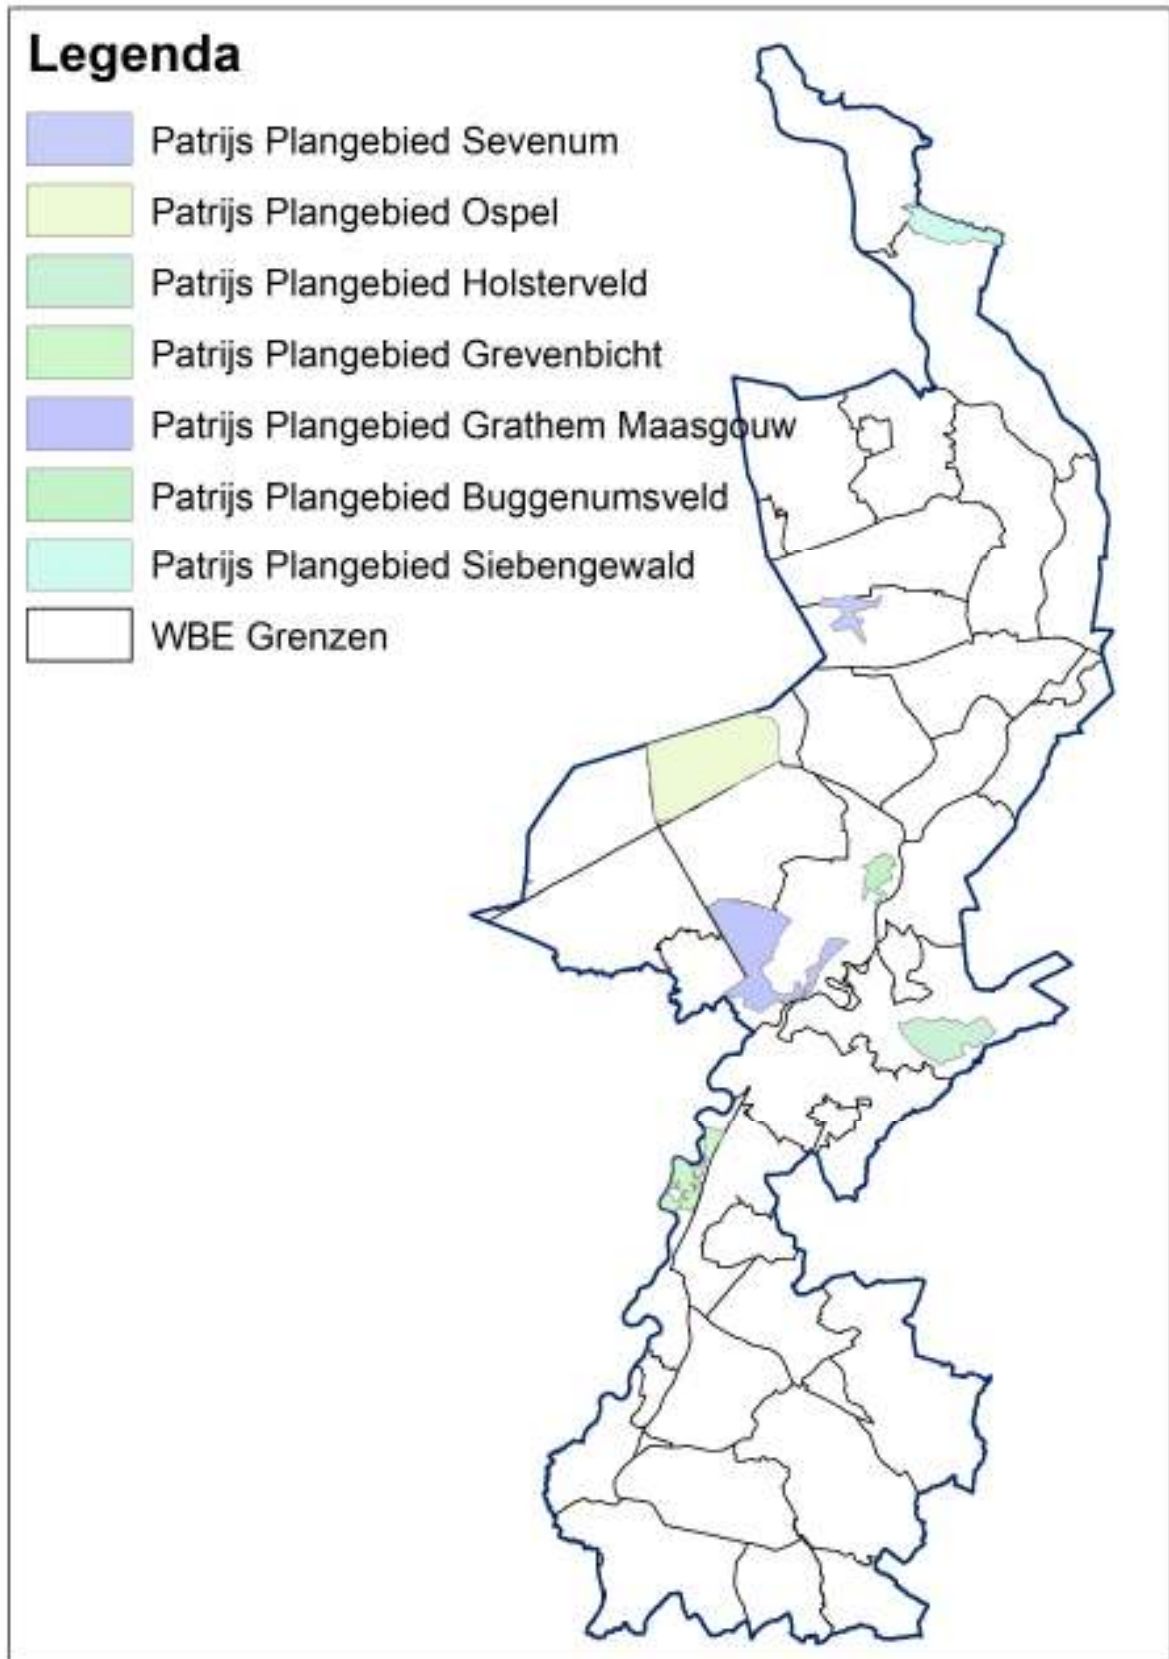 Legenda
Patrijs Plangebied Sevenum
Patrijs Plangebied Ospel
Patrijs Plangebied Holsterveld
Patrijs Plangebied Grevenbicht
Patrijs Plangebied Grathem Maasgouw
Patrijs Plangebied Buggenumsveld
Patrijs Plangebied Siebengewald
WBE Grenzen